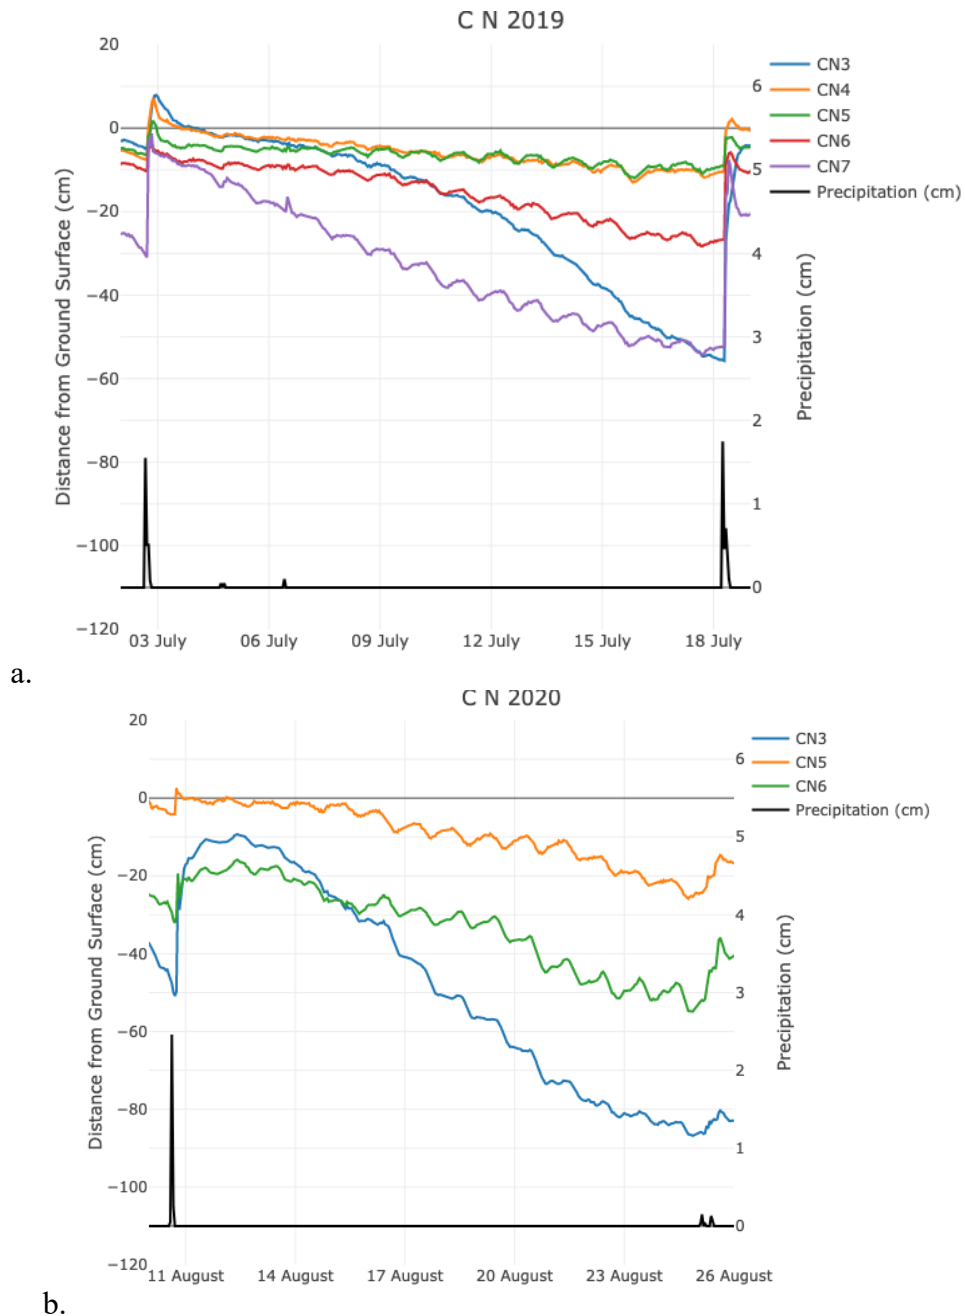 C N 2019
20
0
−20
−40
−60
−80
−100
−120
Distance from Ground Surface (cm)
6
5
4
3
2
1
0
Precipitation (cm)
CN3
CN4
CN5
CN6
CN7
Precipitation (cm)
03 July
06 July
09 July
12 July
15 July
18 July
a.
C N 2020
20
0
−20
−40
−60
−80
−100
−120
Distance from Ground Surface (cm)
6
5
4
3
2
1
0
Precipitation (cm)
CN3
CN5
CN6
Precipitation (cm)
11 August
14 August
17 August
20 August
23 August
26 August
b.